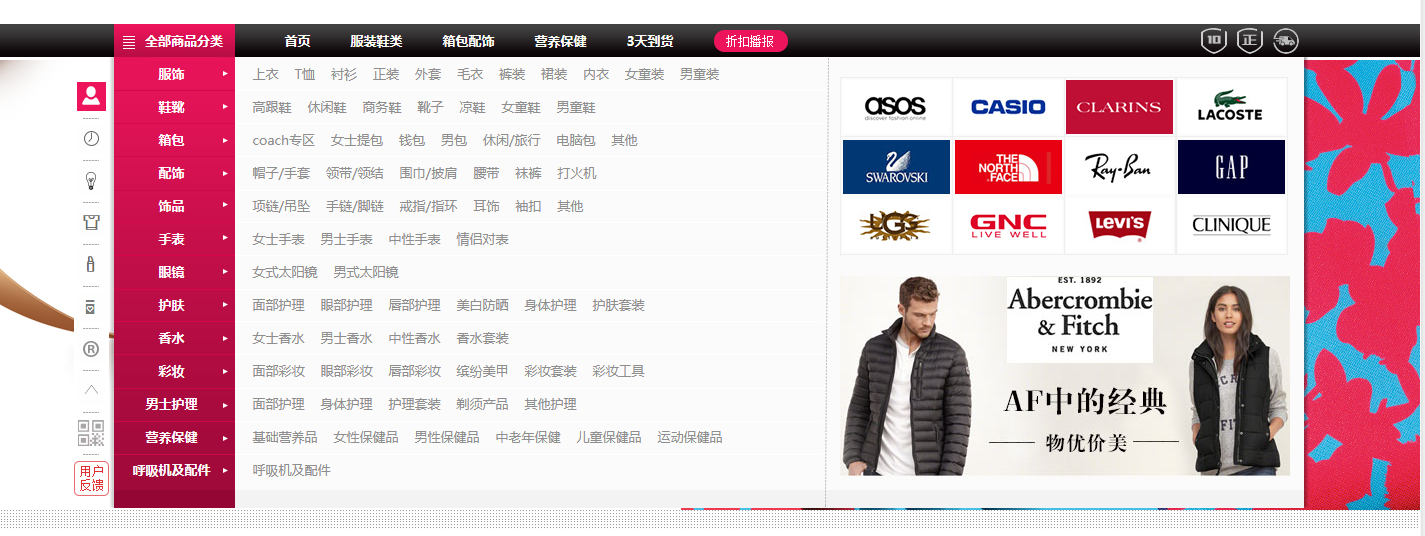 全部商品分类 首页 服装鞋类 箱包配饰 营养保健 3天到货 折扣播报 10 正
服饰 上衣 T恤 衬衫 正装 外套 毛衣 裤装 裙装 内衣 女童装 男童装
鞋靴 高跟鞋 休闲鞋 商务鞋 靴子 凉鞋 女童鞋 男童鞋
箱包 coach专区 女士提包 钱包 男包 休闲/旅行 电脑包 其他
配饰 帽子/手套 领带/领结 围巾/披肩 腰带 袜裤 打火机
饰品 项链/吊坠 手链/脚链 戒指/指环 耳饰 袖扣 其他
手表 女士手表 男士手表 中性手表 情侣对表
眼镜 女式太阳镜 男式太阳镜
护肤 面部护理 眼部护理 唇部护理 美白防晒 身体护理 护肤套装
香水 女士香水 男士香水 中性香水 香水套装
彩妆 面部彩妆 眼部彩妆 唇部彩妆 缤纷美甲 彩妆套装 彩妆工具
男士护理 面部护理 身体护理 护理套装 剃须产品 其他护理
营养保健 基础营养品 女性保健品 男性保健品 中老年保健 儿童保健品 运动保健品
呼吸机及配件 呼吸机及配件
®
用户
反馈
asos
discover fashion online
CASIO
CLARINS
LACOSTE
SWAROVSKI
THE
NORTH
FACE
Ray-Ban
GAP
UGS
GNC
LIVE WELL
LEVI'S
CLINIQUE
EST. 1892
Abercrombie
& Fitch
NEW YORK
AF中的经典
物优价美